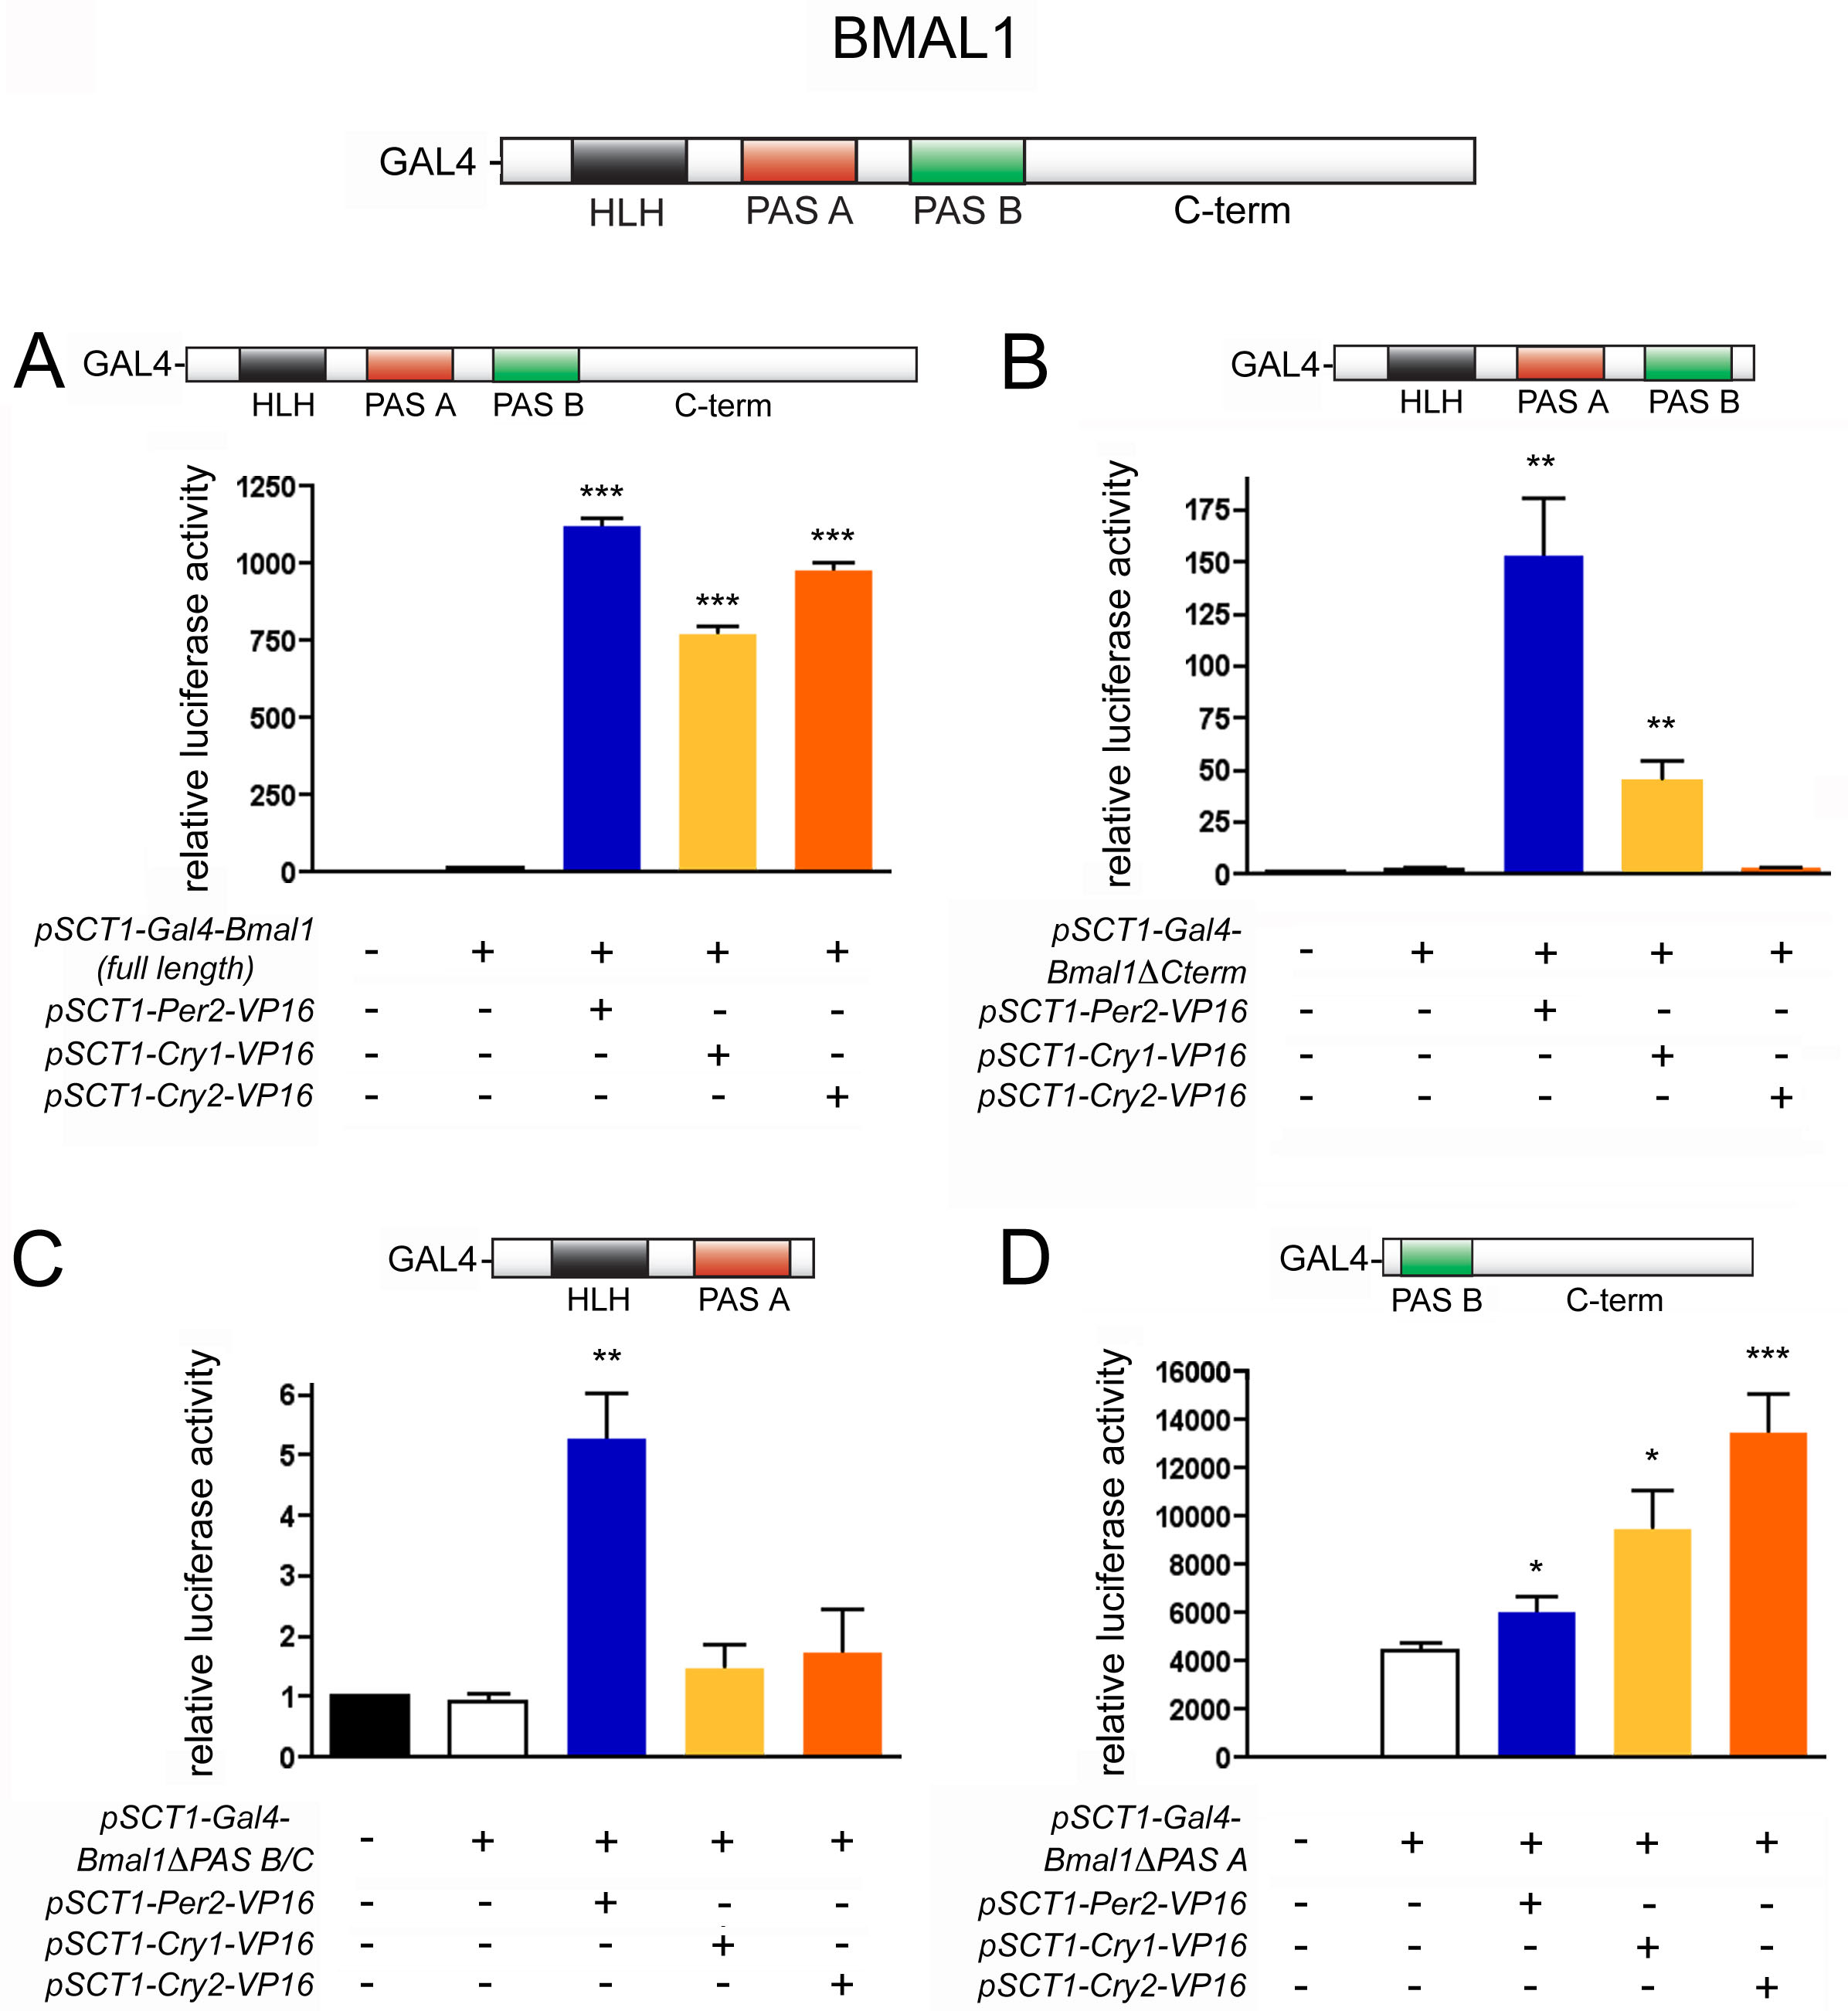 BMAL1
GAL4
HLH PAS A PAS B C-term
A
GAL4
HLH PAS A PAS B C-term
relative luciferase activity
1250
1000
750
500
250
0
***
***
***
pSCT1-Gal4-Bmal1
(full length) - + + + +
pSCT1-Per2-VP16 - - + - -
pSCT1-Cry1-VP16 - - - + -
pSCT1-Cry2-VP16 - - - - +
B
GAL4
HLH PAS A PAS B
relative luciferase activity
175
150
125
100
75
50
25
0
**
**
pSCT1-Gal4-
Bmal1ΔCterm - + + + +
pSCT1-Per2-VP16 - - + - -
pSCT1-Cry1-VP16 - - - + -
pSCT1-Cry2-VP16 - - - - +
C
GAL4
HLH PAS A
relative luciferase activity
6
5
4
3
2
1
0
**
pSCT1-Gal4-
Bmal1ΔPAS B/C - + + + +
pSCT1-Per2-VP16 - - + - -
pSCT1-Cry1-VP16 - - - + -
pSCT1-Cry2-VP16 - - - - +
D
GAL4
PAS B C-term
relative luciferase activity
16000
14000
12000
10000
8000
6000
4000
2000
0
*
*
***
pSCT1-Gal4-
Bmal1ΔPAS A - + + + +
pSCT1-Per2-VP16 - - + - -
pSCT1-Cry1-VP16 - - - + -
pSCT1-Cry2-VP16 - - - - +